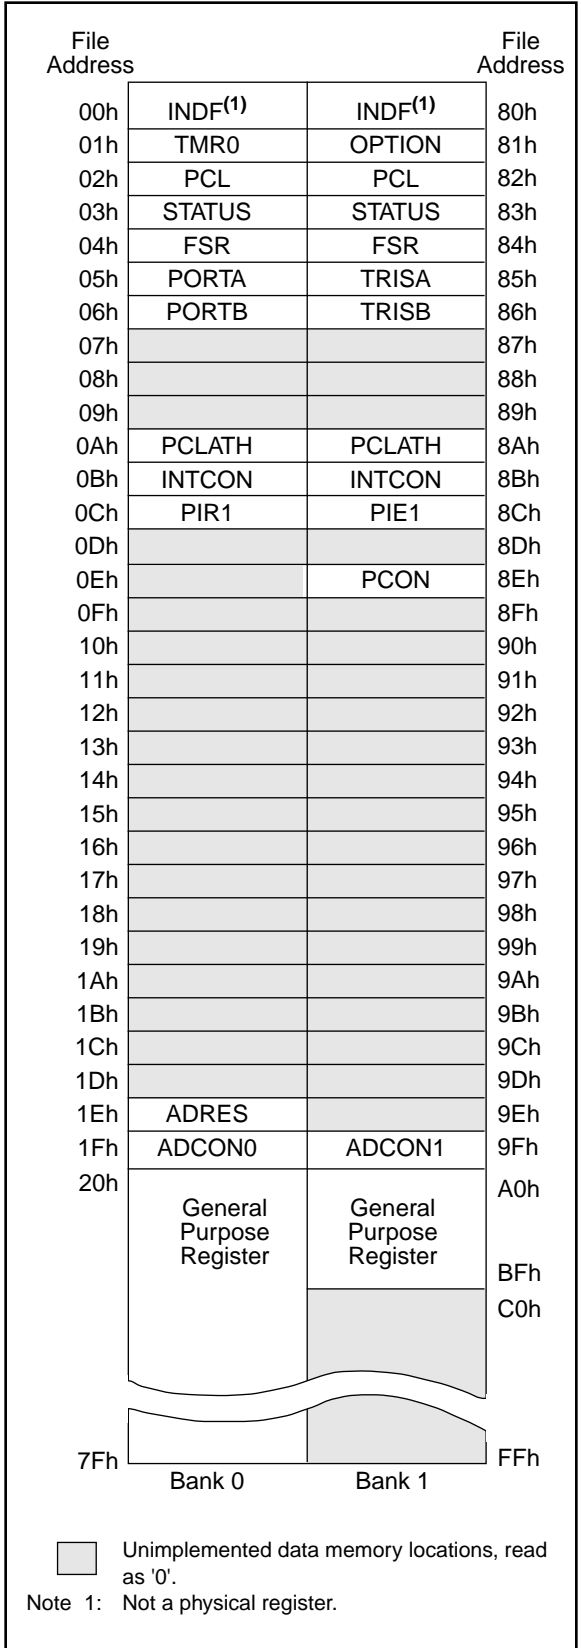 File Address File Address
00h INDF(1) INDF(1) 80h
01h TMR0 OPTION 81h
02h PCL PCL 82h
03h STATUS STATUS 83h
04h FSR FSR 84h
05h PORTA TRISA 85h
06h PORTB TRISB 86h
07h 87h
08h 88h
09h 89h
0Ah PCLATH PCLATH 8Ah
0Bh INTCON INTCON 8Bh
0Ch PIR1 PIE1 8Ch
0Dh 8Dh
0Eh PCON 8Eh
0Fh 8Fh
10h 90h
11h 91h
12h 92h
13h 93h
14h 94h
15h 95h
16h 96h
17h 97h
18h 98h
19h 99h
1Ah 9Ah
1Bh 9Bh
1Ch 9Ch
1Dh 9Dh
1Eh ADRES 9Eh
1Fh ADCON0 ADCON1 9Fh
20h A0h
General General
Purpose Purpose
Register Register
BFh
C0h
7Fh FFh
Bank 0 Bank 1
Unimplemented data memory locations, read
as '0'.
Note 1: Not a physical register.